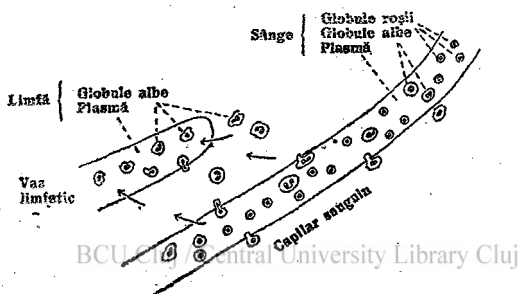 Sânge
Globule roșii
Globule albe
Plasmă
Limfă
Globule albe
Plasmă
Vaz
limfatic
Capilar sanguin
BCU Cluj / Central University Library Cluj